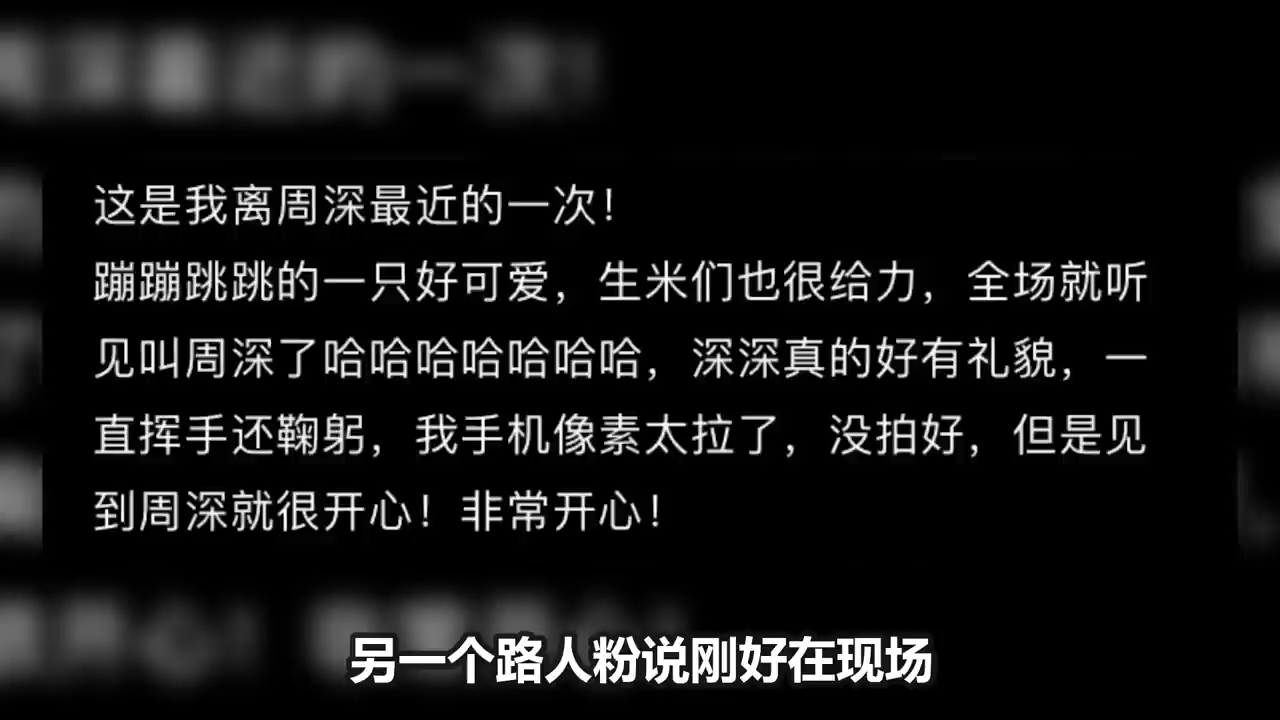 这是我离周深最近的一次！
蹦蹦跳跳的一只好可爱，生米们也很给力，全场就听
见叫周深了哈哈哈哈哈哈哈，深深真的好有礼貌，一
直挥手还鞠躬，我手机像素太拉了，没拍好，但是见
到周深就很开心！非常开心！
另一个路人粉说刚好在现场